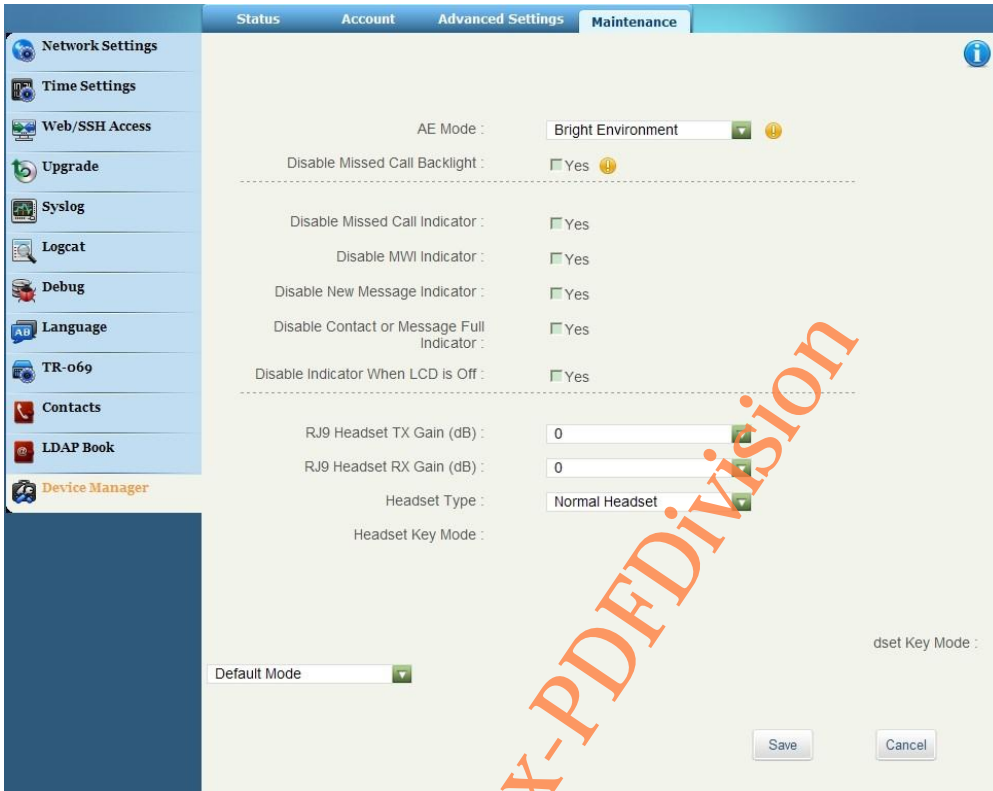 Status Account Advanced Settings Maintenance
Network Settings
Time Settings
Web/SSH Access
Upgrade
Syslog
Logcat
Debug
Language
TR-069
Contacts
LDAP Book
Device Manager
AE Mode : Bright Environment
Disable Missed Call Backlight : Yes
Disable Missed Call Indicator : Yes
Disable MWI Indicator : Yes
Disable New Message Indicator : Yes
Disable Contact or Message Full Yes
Indicator :
Disable Indicator When LCD is Off : Yes
RJ9 Headset TX Gain (dB) : 0
RJ9 Headset RX Gain (dB) : 0
Headset Type : Normal Headset
Headset Key Mode :
dset Key Mode :
Default Mode
Save Cancel
x-PDFDivision